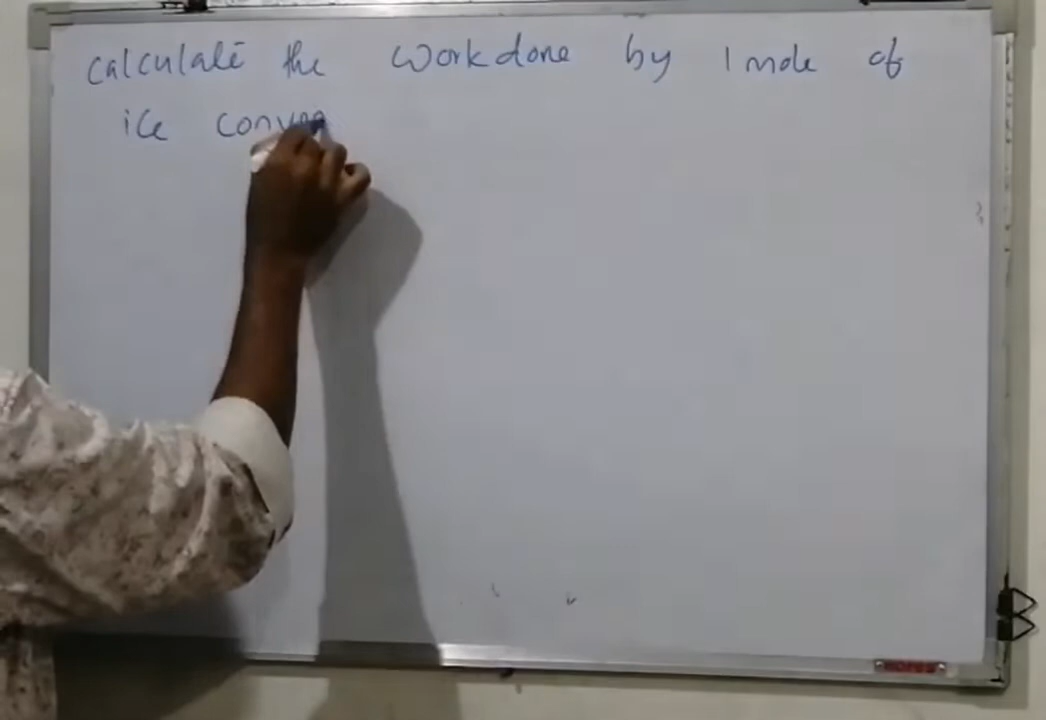 calculate the workdone by 1 mole of
ice conver